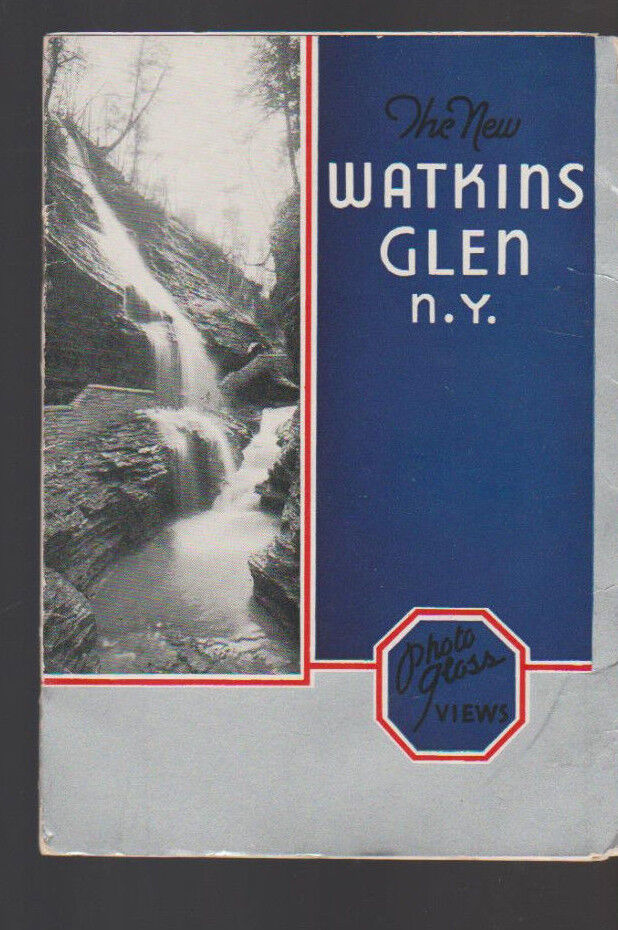 The New
WATKINS
GLEN
N.Y.
Photo
gloss
VIEWS